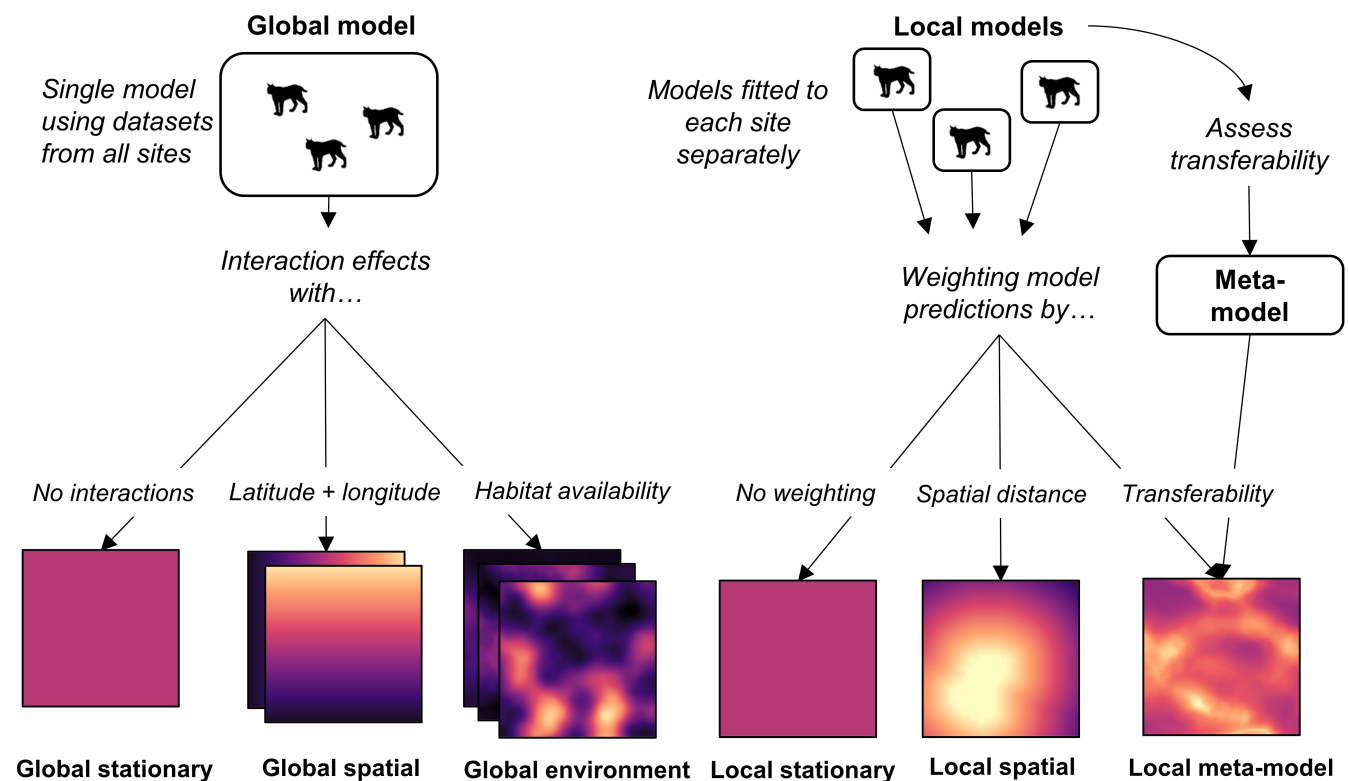 Global model
Single model
using datasets
from all sites
Interaction effects
with…
No interactions
Latitude + longitude
Habitat availability
Global stationary
Global spatial
Global environment
Local models
Models fitted to
each site
separately
Assess
transferability
Meta-
model
Weighting model
predictions by…
No weighting
Spatial distance
Transferability
Local stationary
Local spatial
Local meta-model